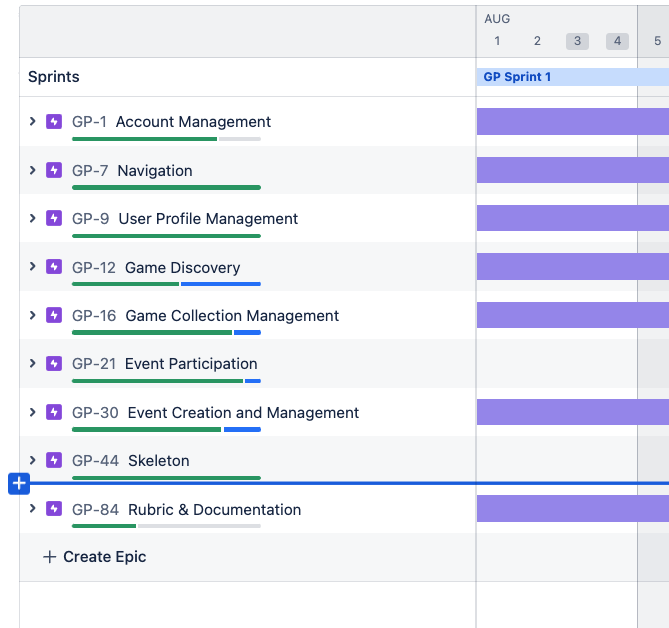 AUG
1 2 3 4 5
Sprints
GP Sprint 1
GP-1 Account Management
GP-7 Navigation
GP-9 User Profile Management
GP-12 Game Discovery
GP-16 Game Collection Management
GP-21 Event Participation
GP-30 Event Creation and Management
GP-44 Skeleton
GP-84 Rubric & Documentation
+ Create Epic